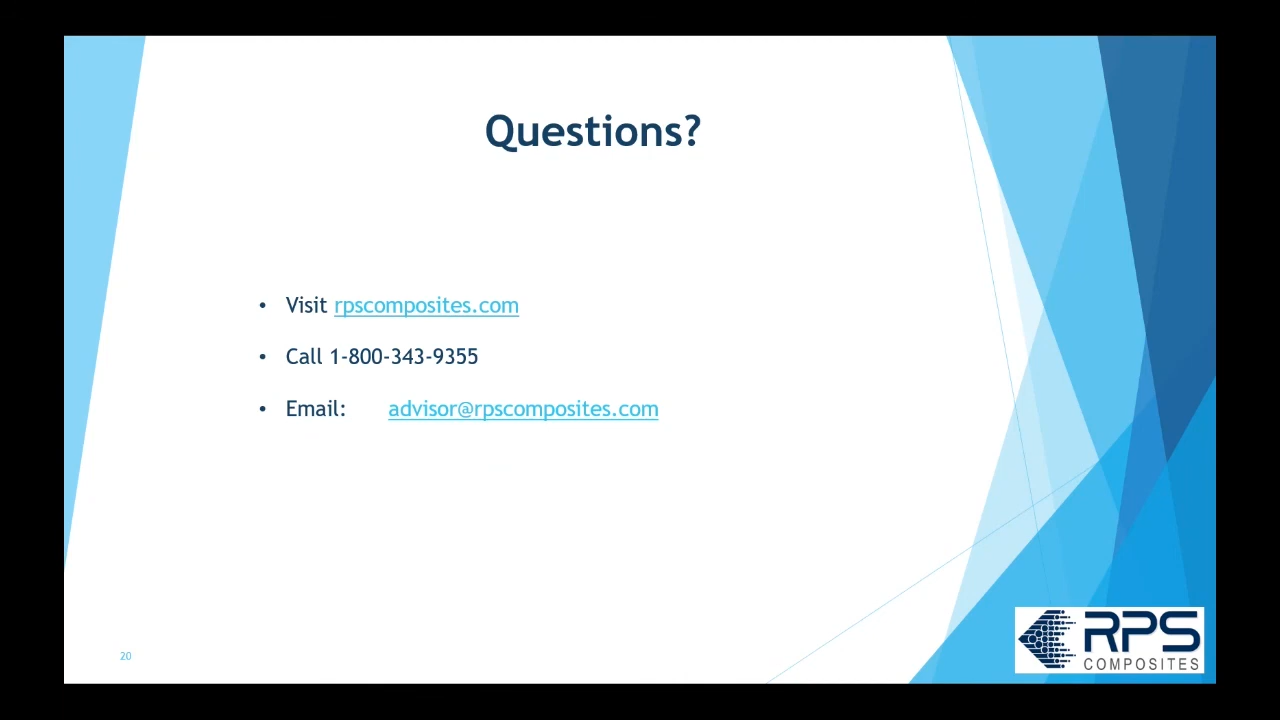 Questions?
• Visit rpscomposites.com
• Call 1-800-343-9355
• Email: advisor@rpscomposites.com
20
RPS
COMPOSITES